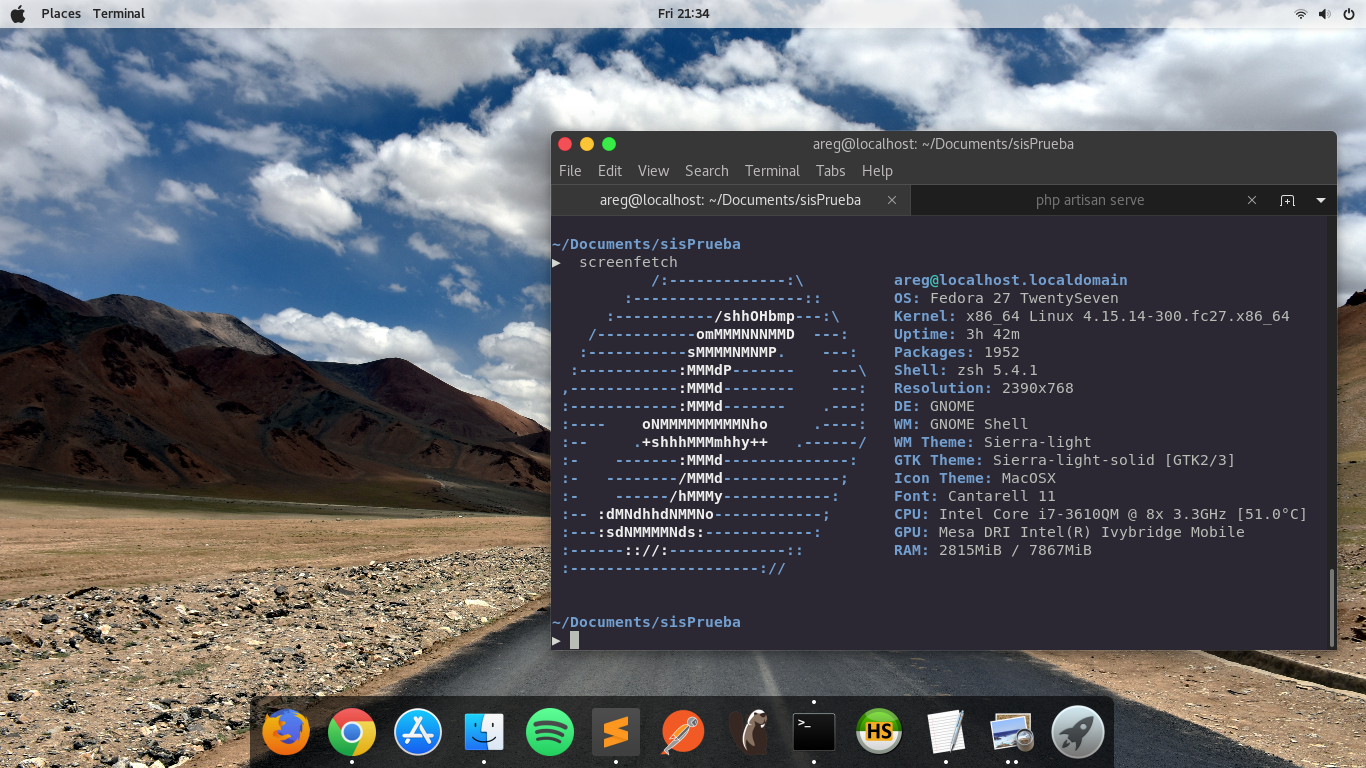 Places Terminal Fri 21:34
areg@localhost: ~/Documents/sisPrueba
File Edit View Search Terminal Tabs Help
areg@localhost: ~/Documents/sisPrueba × php artisan serve ×
~/Documents/sisPrueba
▶ screenfetch
/:-------------:\ areg@localhost.localdomain
:-------------------:: OS: Fedora 27 TwentySeven
:-----------/shhOHbmp---:\ Kernel: x86_64 Linux 4.15.14-300.fc27.x86_64
/-----------omMMMNNNMMD ---: Uptime: 3h 42m
:-----------sMMMMNMNMP. ---: Packages: 1952
:-----------:MMMdP------- ---\ Shell: zsh 5.4.1
,------------:MMMd-------- ---: Resolution: 2390x768
:------------:MMMd------- .---: DE: GNOME
:---- oNMMMMMMMMMNho .----: WM: GNOME Shell
:-- .+shhhMMMmhhy++ .------/ WM Theme: Sierra-light
:- -------:MMMd--------------: GTK Theme: Sierra-light-solid [GTK2/3]
:- --------/MMMd-------------; Icon Theme: MacOSX
:- ------/hMMMy------------: Font: Cantarell 11
:-- :dMNdhhdNMMNo------------; CPU: Intel Core i7-3610QM @ 8x 3.3GHz [51.0°C]
:---:sdNMMMMNds:------------: GPU: Mesa DRI Intel(R) Ivybridge Mobile
:------:://:-------------:: RAM: 2815MiB / 7867MiB
:---------------------://
~/Documents/sisPrueba
▶
>_
HS